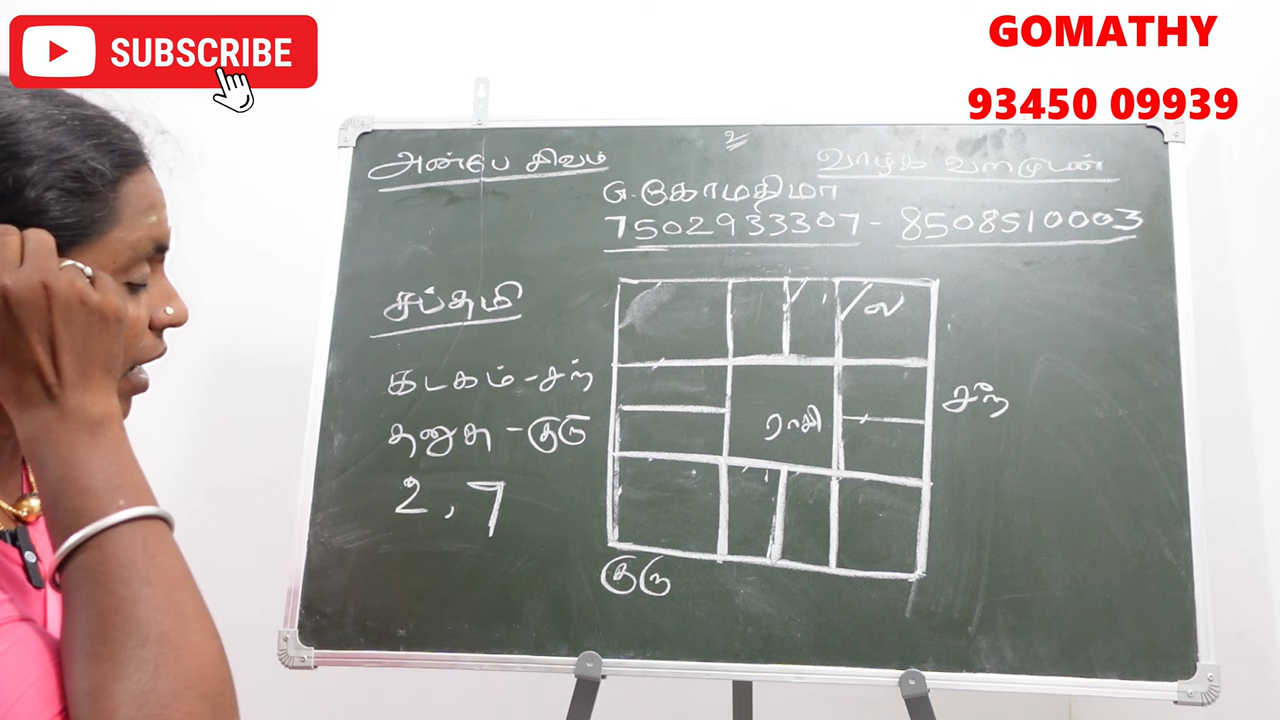 SUBSCRIBE
GOMATHY
93450 09939
உ
அன்பே சிவம்
வாழ்க வளமுடன்
G.கோமதிமா
7502933307 - 8508510003
சப்தமி
கடகம் - சந்
தனுசு - குரு
2, 7
ல
ராசி
சந்
குரு